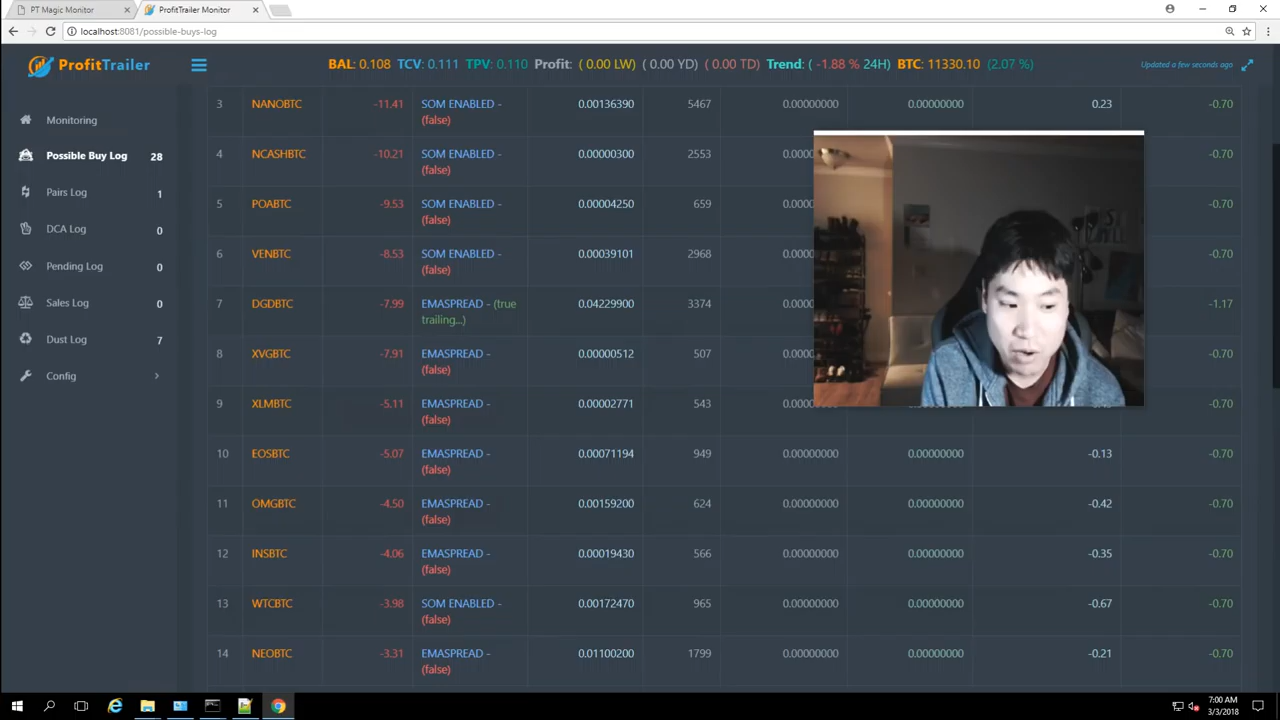 PT Magic Monitor
ProfitTrailer Monitor
localhost:8081/possible-buys-log
ProfitTrailer
BAL: 0.108 TCV: 0.111 TPV: 0.110 Profit: ( 0.00 LW) ( 0.00 YD) ( 0.00 TD) Trend: ( -1.88 % 24H) BTC: 11330.10 (2.07 %)
Updated a few seconds ago
Monitoring
Possible Buy Log 28
Pairs Log 1
DCA Log 0
Pending Log 0
Sales Log 0
Dust Log 7
Config
3 NANOBTC -11.41 SOM ENABLED - 0.00136390 5467 0.00000000 0.00000000 0.23 -0.70
(false)
4 NCASHBTC -10.21 SOM ENABLED - 0.00000300 2553 0.0000 -0.70
(false)
5 POABTC -9.53 SOM ENABLED - 0.00004250 659 0.0000 -0.70
(false)
6 VENBTC -8.53 SOM ENABLED - 0.00039101 2968 0.0000 -0.70
(false)
7 DGDBTC -7.99 EMASPREAD - (true 0.04229900 3374 0.0000 -1.17
trailing...)
8 XVGBTC -7.91 EMASPREAD - 0.00000512 507 0.0000 -0.70
(false)
9 XLMBTC -5.11 EMASPREAD - 0.00002771 543 0.0000 -0.70
(false)
10 EOSBTC -5.07 EMASPREAD - 0.00071194 949 0.00000000 0.00000000 -0.13 -0.70
(false)
11 OMGBTC -4.50 EMASPREAD - 0.00159200 624 0.00000000 0.00000000 -0.42 -0.70
(false)
12 INSBTC -4.06 EMASPREAD - 0.00019430 566 0.00000000 0.00000000 -0.35 -0.70
(false)
13 WTCBTC -3.98 SOM ENABLED - 0.00172470 965 0.00000000 0.00000000 -0.67 -0.70
(false)
14 NEOBTC -3.31 EMASPREAD - 0.01100200 1799 0.00000000 0.00000000 -0.21 -0.70
(false)
7:00 AM
3/3/2018